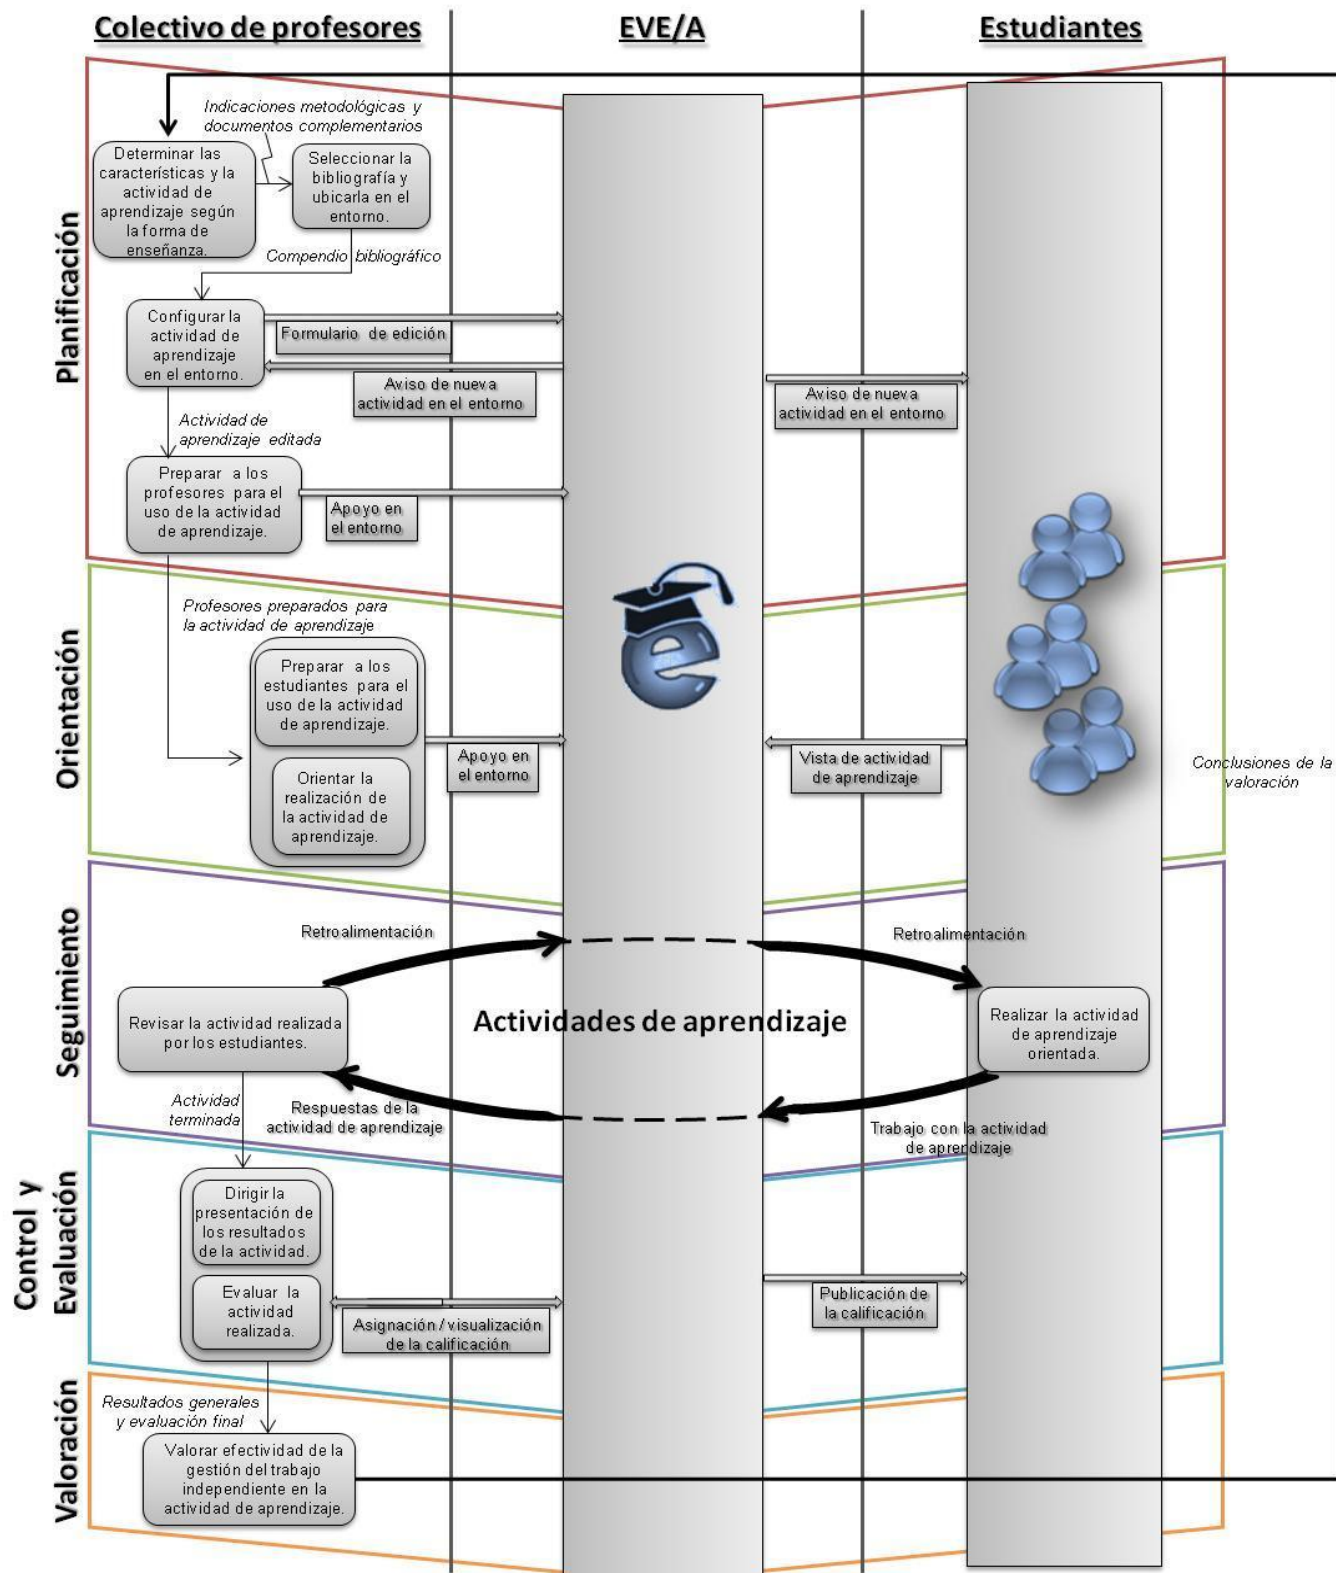 Colectivo de profesores
EVE/A
Estudiantes
Planificación
Indicaciones metodológicas y
documentos complementarios
Determinar las
características y la
actividad de
aprendizaje según
la forma de
enseñanza.
Seleccionar la
bibliografía y
ubicarla en el
entorno.
Compendio bibliográfico
Configurar la
actividad de
aprendizaje
en el entorno.
Formulario de edición
Aviso de nueva
actividad en el entorno
Aviso de nueva
actividad en el entorno
Actividad de
aprendizaje editada
Preparar a los
profesores para el
uso de la actividad
de aprendizaje.
Apoyo en
el entorno
Orientación
Profesores preparados para
la actividad de aprendizaje
Preparar a los
estudiantes para el
uso de la actividad
de aprendizaje.
Orientar la
realización de
la actividad de
aprendizaje.
Apoyo en
el entorno
Vista de actividad
de aprendizaje
Conclusiones de la
valoración
Seguimiento
Retroalimentación
Retroalimentación
Revisar la actividad realizada
por los estudiantes.
Actividades de aprendizaje
Realizar la actividad
de aprendizaje
orientada.
Actividad
terminada
Respuestas de la
actividad de aprendizaje
Trabajo con la actividad
de aprendizaje
Control y
Evaluación
Dirigir la
presentación de
los resultados
de la actividad.
Evaluar la
actividad
realizada.
Asignación / visualización
de la calificación
Publicación de
la calificación
Valoración
Resultados generales
y evaluación final
Valorar efectividad de la
gestión del trabajo
independiente en la
actividad de aprendizaje.